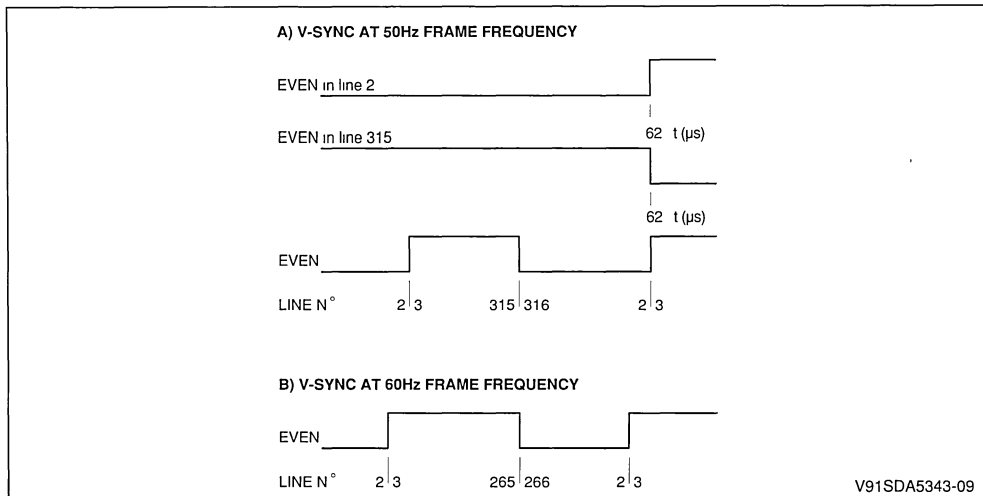 A) V-SYNC AT 50Hz FRAME FREQUENCY
EVEN in line 2
62 t (µs)
EVEN in line 315
62 t (µs)
EVEN
LINE N° 2 3 315 316 2 3
B) V-SYNC AT 60Hz FRAME FREQUENCY
EVEN
LINE N° 2 3 265 266 2 3
V91SDA5343-09